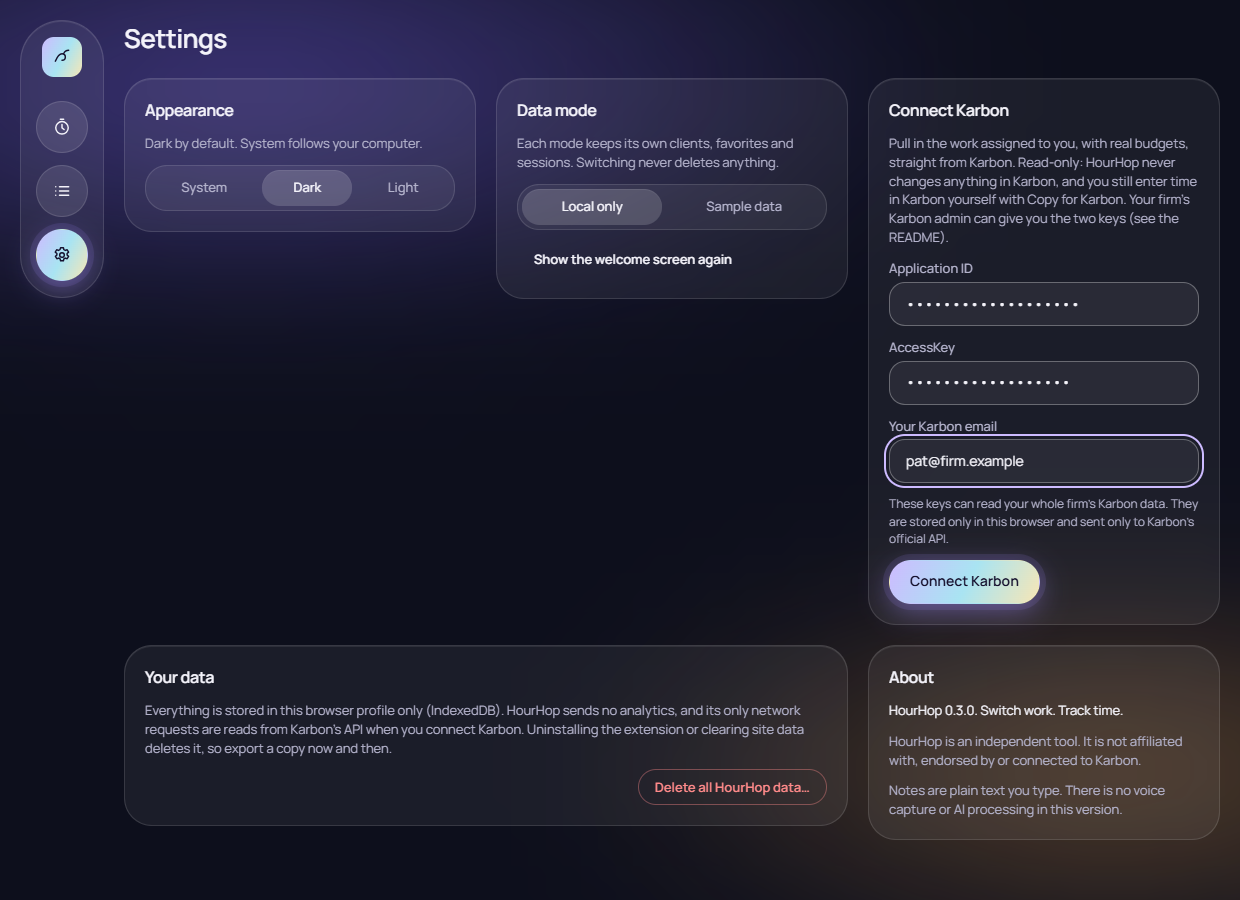 Settings
Appearance
Dark by default. System follows your computer.
System
Dark
Light
Data mode
Each mode keeps its own clients, favorites and
sessions. Switching never deletes anything.
Local only
Sample data
Show the welcome screen again
Connect Karbon
Pull in the work assigned to you, with real budgets,
straight from Karbon. Read-only: HourHop never
changes anything in Karbon, and you still enter time
in Karbon yourself with Copy for Karbon. Your firm's
Karbon admin can give you the two keys (see the
README).
Application ID
AccessKey
Your Karbon email
pat@firm.example
These keys can read your whole firm's Karbon data. They
are stored only in this browser and sent only to Karbon's
official API.
Connect Karbon
Your data
Everything is stored in this browser profile only (IndexedDB). HourHop sends no analytics, and its only network
requests are reads from Karbon's API when you connect Karbon. Uninstalling the extension or clearing site data
deletes it, so export a copy now and then.
Delete all HourHop data…
About
HourHop 0.3.0. Switch work. Track time.
HourHop is an independent tool. It is not affiliated
with, endorsed by or connected to Karbon.
Notes are plain text you type. There is no voice
capture or AI processing in this version.